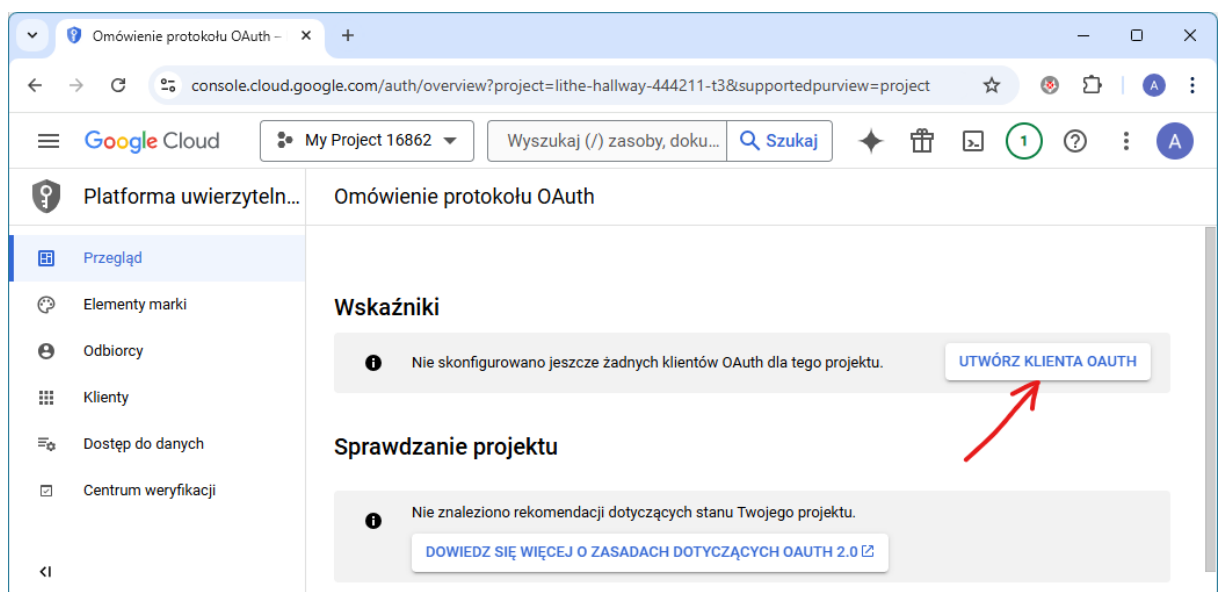 Omówienie protokołu OAuth –
console.cloud.google.com/auth/overview?project=lithe-hallway-444211-t3&supportedpurview=project
A
Google Cloud
My Project 16862
Wyszukaj (/) zasoby, doku...
Szukaj
1
A
Platforma uwierzyteln...
Omówienie protokołu OAuth
Przegląd
Elementy marki
Odbiorcy
Klienty
Dostęp do danych
Centrum weryfikacji
Wskaźniki
Nie skonfigurowano jeszcze żadnych klientów OAuth dla tego projektu.
UTWÓRZ KLIENTA OAUTH
Sprawdzanie projektu
Nie znaleziono rekomendacji dotyczących stanu Twojego projektu.
DOWIEDZ SIĘ WIĘCEJ O ZASADACH DOTYCZĄCYCH OAUTH 2.0